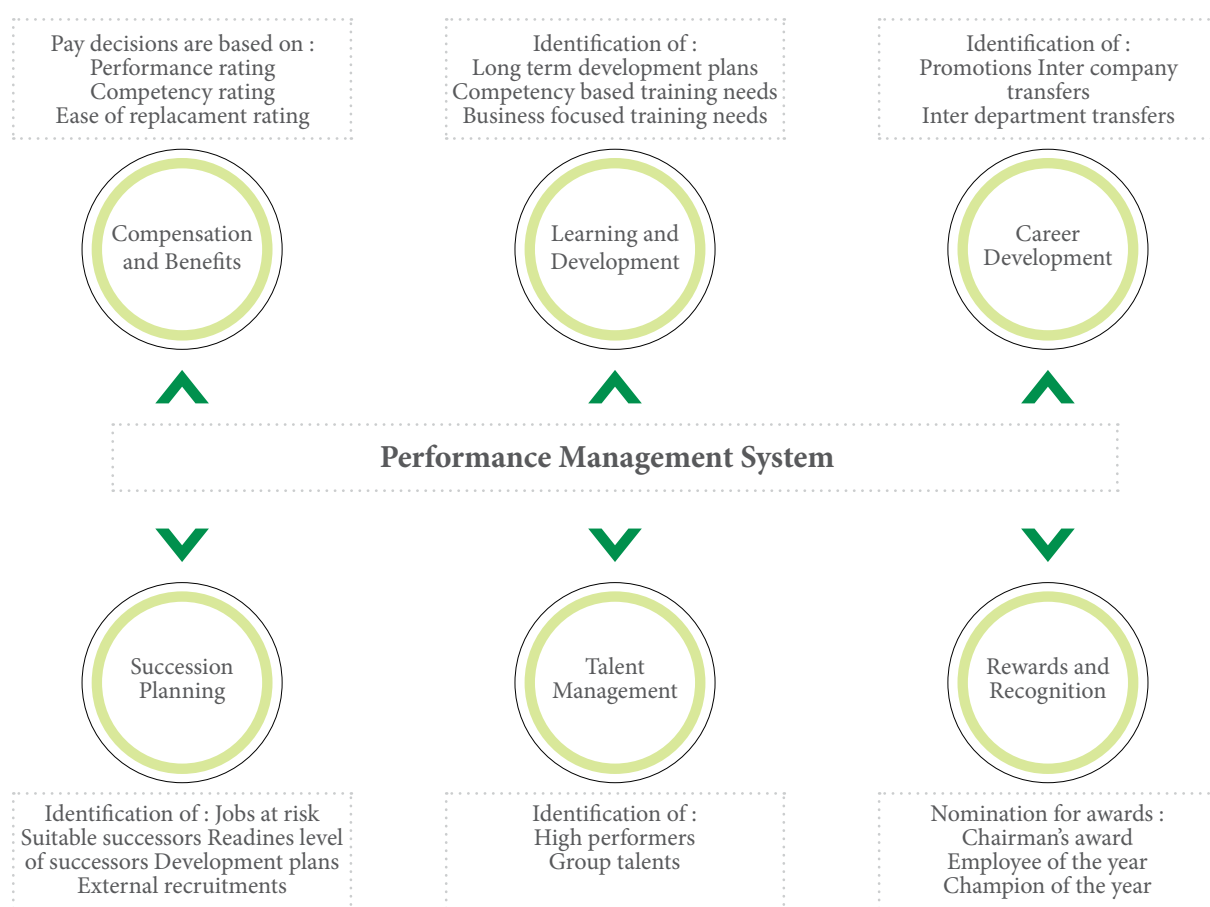 Pay decisions are based on :
Performance rating
Competency rating
Ease of replacament rating
Identification of :
Long term development plans
Competency based training needs
Business focused training needs
Identification of :
Promotions Inter company
transfers
Inter department transfers
Compensation
and Benefits
Learning and
Development
Career
Development
Performance Management System
Succession
Planning
Talent
Management
Rewards and
Recognition
Identification of : Jobs at risk
Suitable successors Readines level
of successors Development plans
External recruitments
Identification of :
High performers
Group talents
Nomination for awards :
Chairman's award
Employee of the year
Champion of the year